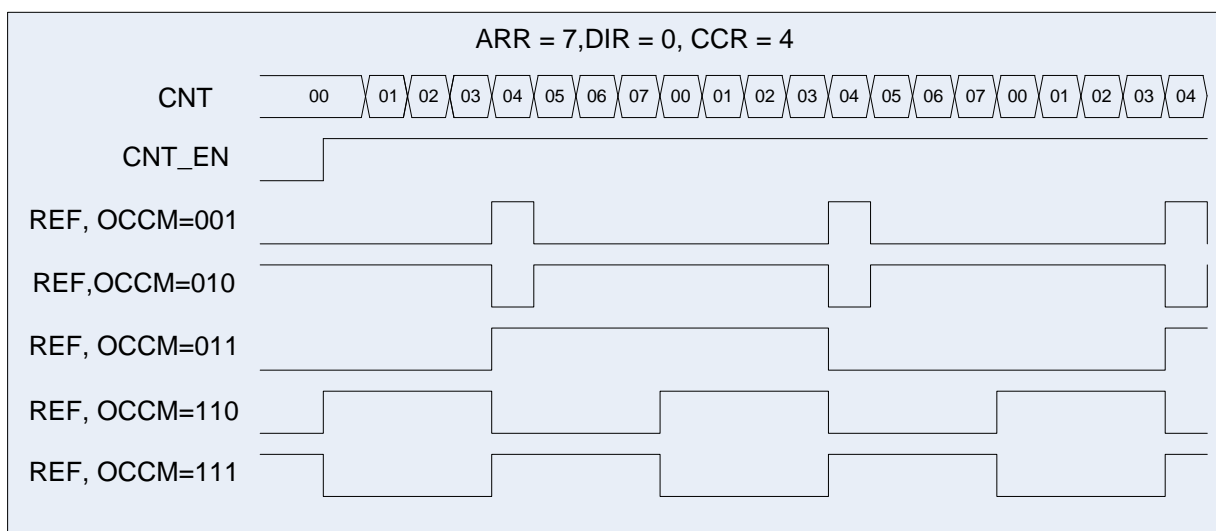 ARR = 7,DIR = 0, CCR = 4
CNT 00 01 02 03 04 05 06 07 00 01 02 03 04 05 06 07 00 01 02 03 04
CNT_EN
REF, OCCM=001
REF,OCCM=010
REF, OCCM=011
REF, OCCM=110
REF, OCCM=111